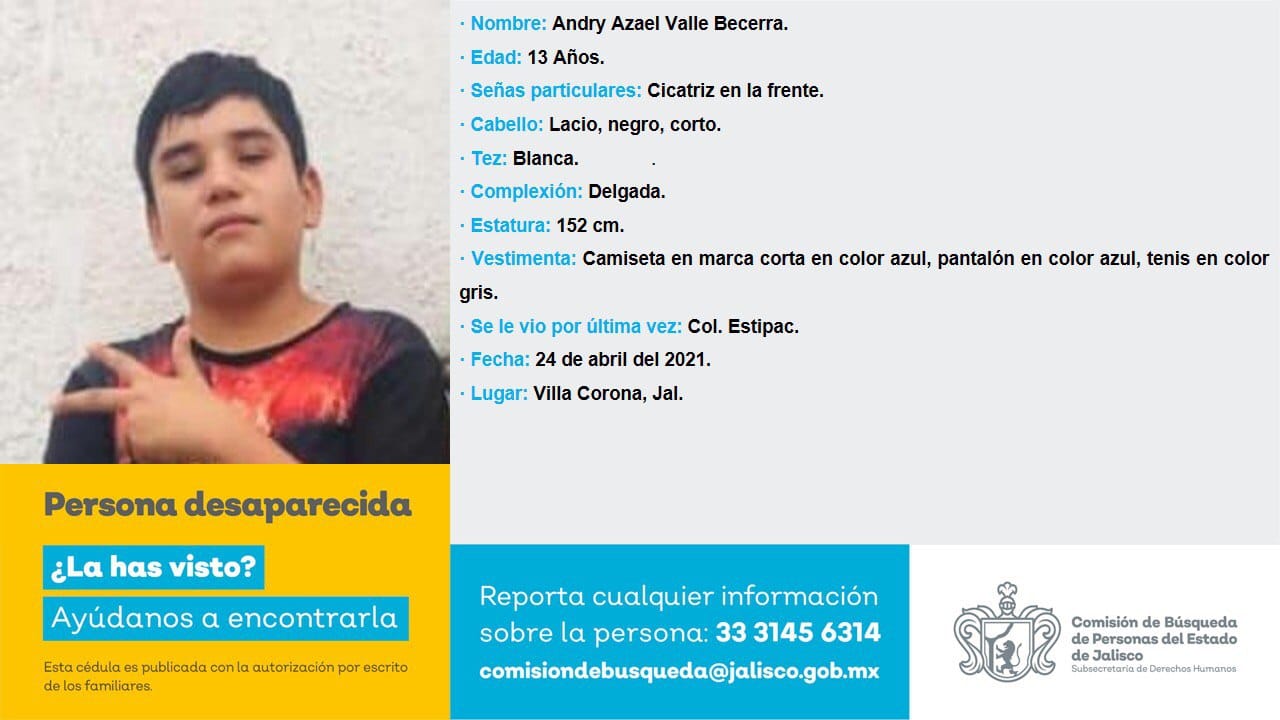 · Nombre: Andry Azael Valle Becerra.
· Edad: 13 Años.
· Señas particulares: Cicatriz en la frente.
· Cabello: Lacio, negro, corto.
· Tez: Blanca. .
· Complexión: Delgada.
· Estatura: 152 cm.
· Vestimenta: Camiseta en marca corta en color azul, pantalón en color azul, tenis en color
gris.
· Se le vio por última vez: Col. Estipac.
· Fecha: 24 de abril del 2021.
· Lugar: Villa Corona, Jal.
Persona desaparecida
¿La has visto?
Ayúdanos a encontrarla
Esta cédula es publicada con la autorización por escrito
de los familiares.
Reporta cualquier información
sobre la persona: 33 3145 6314
comisiondebusqueda@jalisco.gob.mx
Comisión de Búsqueda
de Personas del Estado
de Jalisco
Subsecretaría de Derechos Humanos